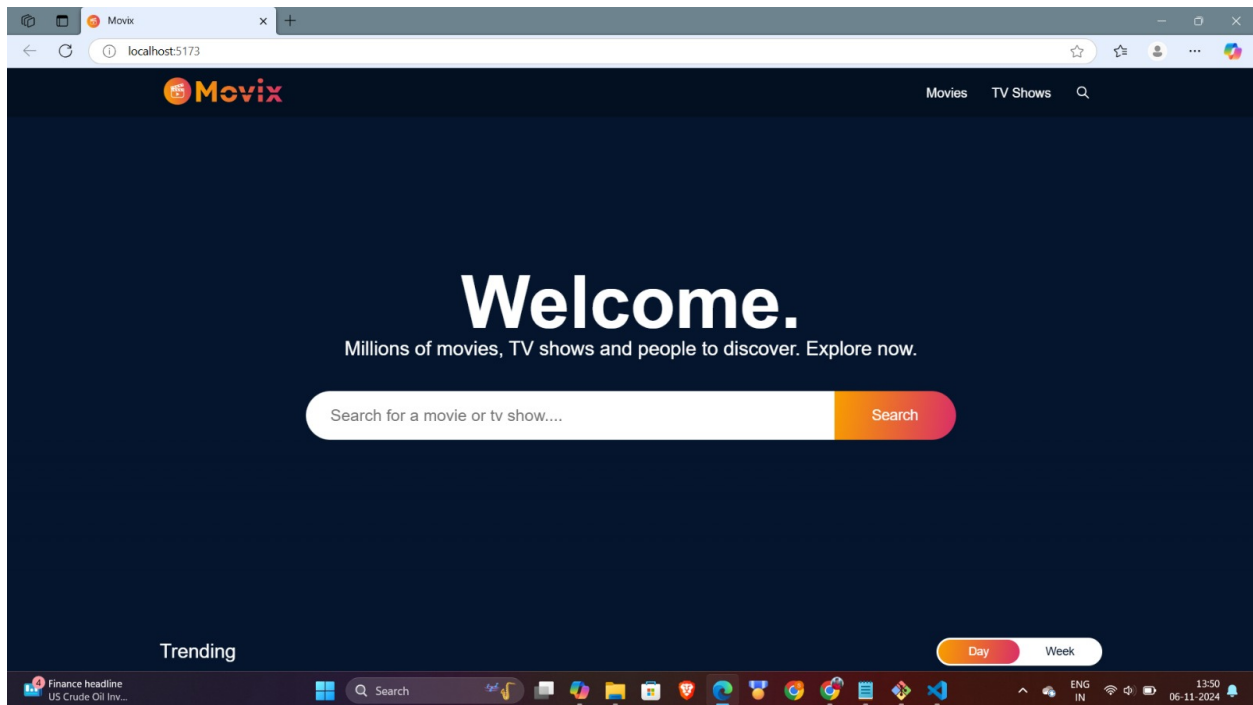 Movix
localhost:5173
Movix
Movies TV Shows
Welcome.
Millions of movies, TV shows and people to discover. Explore now.
Search for a movie or tv show.... Search
Trending
Day Week
4
Finance headline
US Crude Oil Inv...
Search
ENG
IN
13:50
06-11-2024